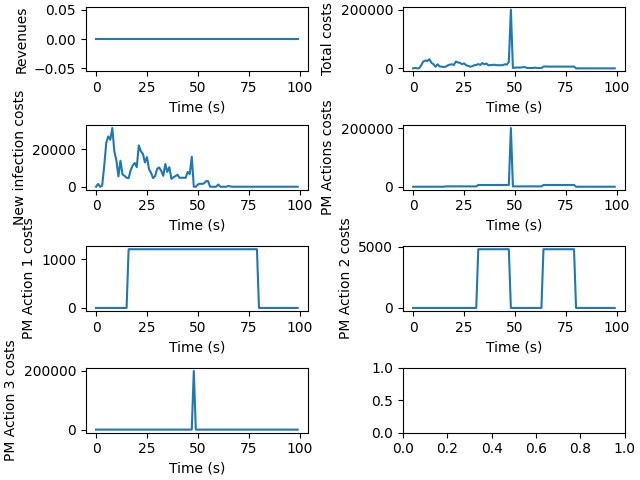 Revenues
0.05
0.00
−0.05
0 25 50 75 100
Time (s)
Total costs
200000
0
0 25 50 75 100
Time (s)
New infection costs
20000
0
0 25 50 75 100
Time (s)
PM Actions costs
200000
0
0 25 50 75 100
Time (s)
PM Action 1 costs
1000
0
0 25 50 75 100
Time (s)
PM Action 2 costs
5000
0
0 25 50 75 100
Time (s)
PM Action 3 costs
200000
0
0 25 50 75 100
Time (s)
1.0
0.5
0.0
0.0 0.2 0.4 0.6 0.8 1.0